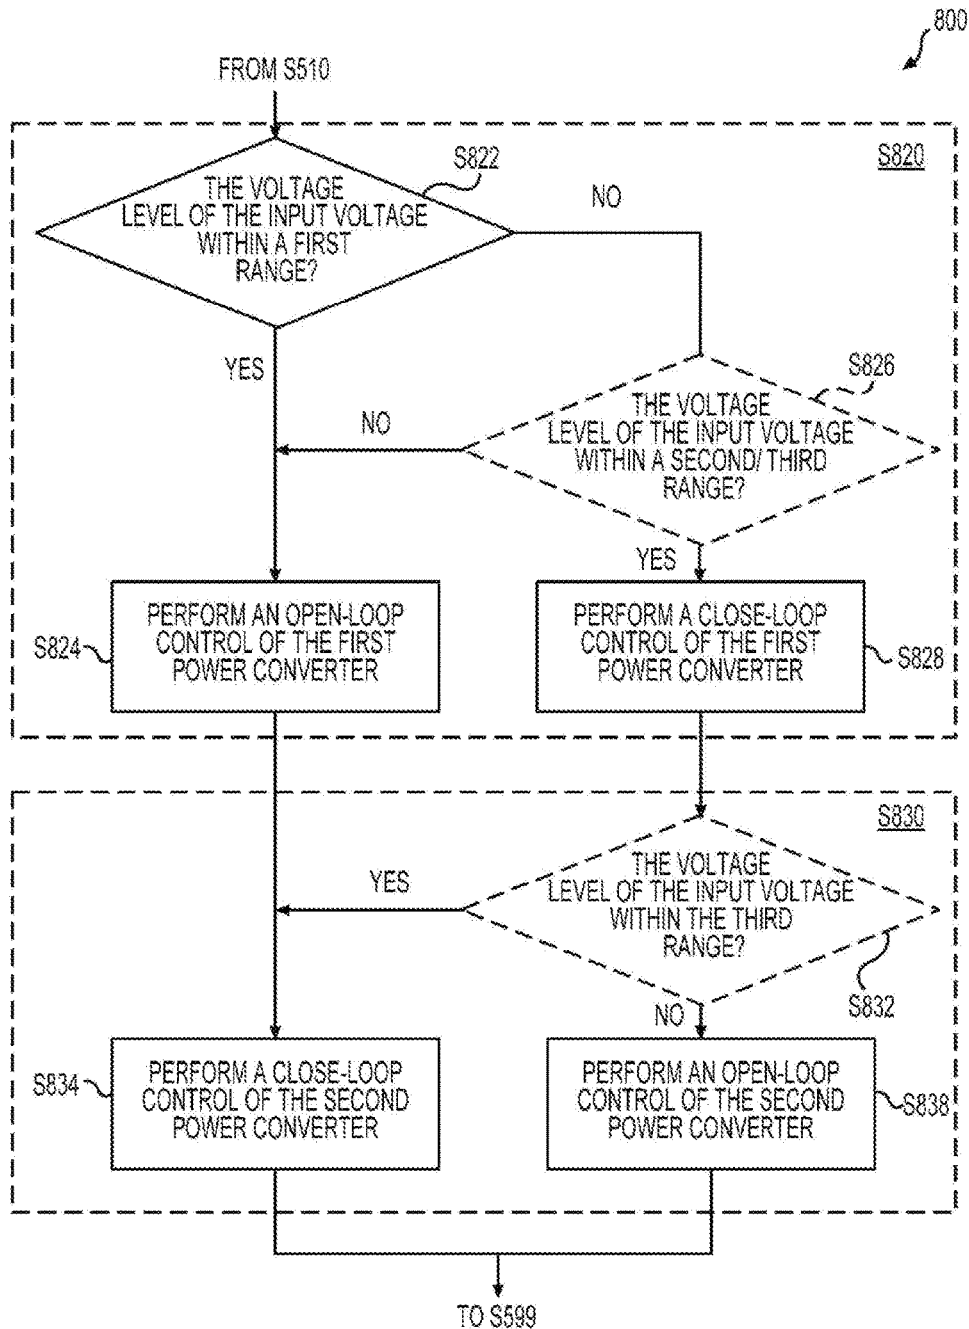 800
FROM S510
S820
S822
THE VOLTAGE
LEVEL OF THE INPUT VOLTAGE
WITHIN A FIRST
RANGE?
NO
YES
S826
THE VOLTAGE
LEVEL OF THE INPUT VOLTAGE
WITHIN A SECOND/ THIRD
RANGE?
NO
YES
S824
PERFORM AN OPEN-LOOP
CONTROL OF THE FIRST
POWER CONVERTER
PERFORM A CLOSE-LOOP
CONTROL OF THE FIRST
POWER CONVERTER
S828
S830
THE VOLTAGE
LEVEL OF THE INPUT VOLTAGE
WITHIN THE THIRD
RANGE?
YES
S832
NO
S834
PERFORM A CLOSE-LOOP
CONTROL OF THE SECOND
POWER CONVERTER
PERFORM AN OPEN-LOOP
CONTROL OF THE SECOND
POWER CONVERTER
S838
TO S599